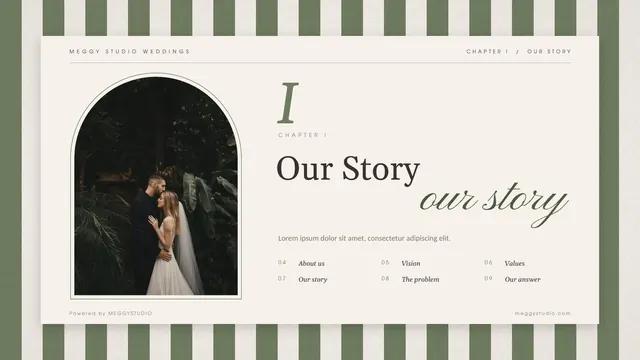 MEGGY STUDIO WEDDINGS
CHAPTER I / OUR STORY
I
CHAPTER I
Our Story
our story
Lorem ipsum dolor sit amet, consectetur adipiscing elit.
04 About us 05 Vision 06 Values
07 Our story 08 The problem 09 Our answer
Powered by MEGGYSTUDIO
meggystudio.com